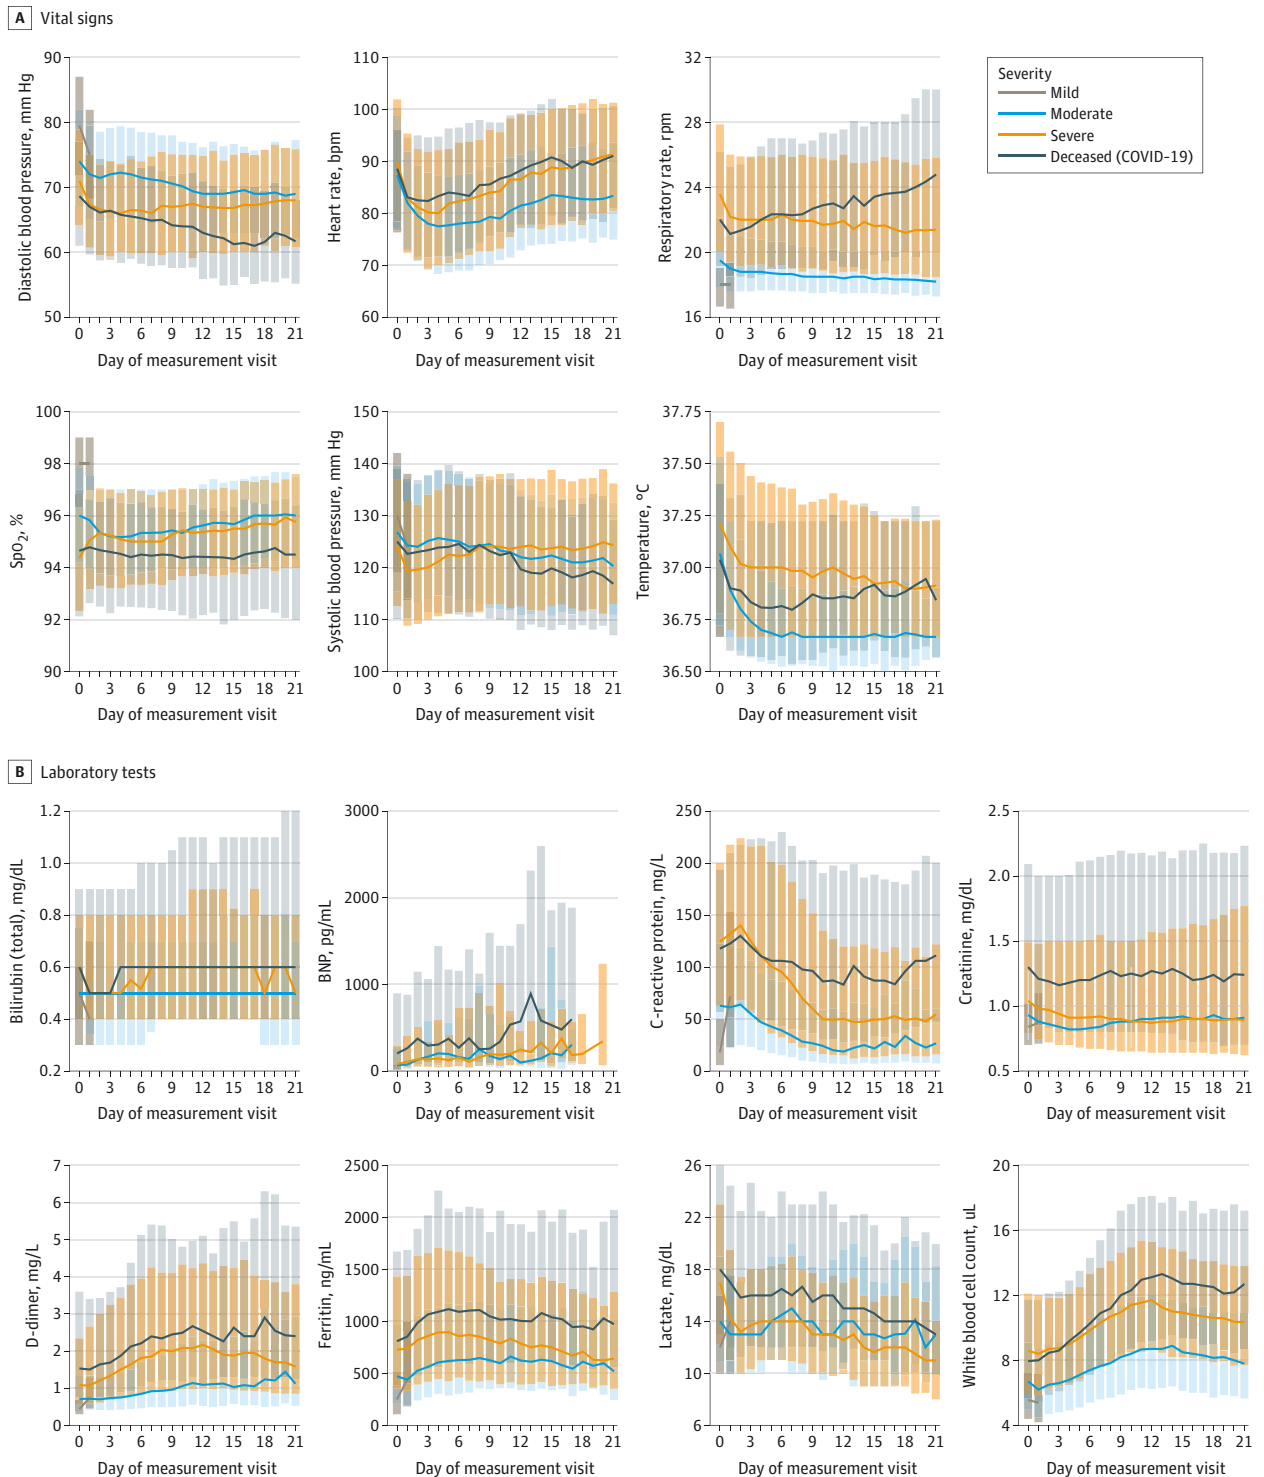 A Vital signs
Severity
Mild
Moderate
Severe
Deceased (COVID-19)
Diastolic blood pressure, mm Hg
90
80
70
60
50
0 3 6 9 12 15 18 21
Day of measurement visit
Heart rate, bpm
110
100
90
80
70
60
0 3 6 9 12 15 18 21
Day of measurement visit
Respiratory rate, rpm
32
28
24
20
16
0 3 6 9 12 15 18 21
Day of measurement visit
SpO2, %
100
98
96
94
92
90
0 3 6 9 12 15 18 21
Day of measurement visit
Systolic blood pressure, mm Hg
150
140
130
120
110
100
0 3 6 9 12 15 18 21
Day of measurement visit
Temperature, °C
37.75
37.50
37.25
37.00
36.75
36.50
0 3 6 9 12 15 18 21
Day of measurement visit
B Laboratory tests
Bilirubin (total), mg/dL
1.2
1.0
0.8
0.6
0.4
0.2
0 3 6 9 12 15 18 21
Day of measurement visit
BNP, pg/mL
3000
2000
1000
0
0 3 6 9 12 15 18 21
Day of measurement visit
C-reactive protein, mg/L
250
200
150
100
50
0
0 3 6 9 12 15 18 21
Day of measurement visit
Creatinine, mg/dL
2.5
2.0
1.5
1.0
0.5
0 3 6 9 12 15 18 21
Day of measurement visit
D-dimer, mg/L
7
6
5
4
3
2
1
0
0 3 6 9 12 15 18 21
Day of measurement visit
Ferritin, ng/mL
2500
2000
1500
1000
500
0
0 3 6 9 12 15 18 21
Day of measurement visit
Lactate, mg/dL
26
22
18
14
10
6
0 3 6 9 12 15 18 21
Day of measurement visit
White blood cell count, uL
20
16
12
8
4
0 3 6 9 12 15 18 21
Day of measurement visit